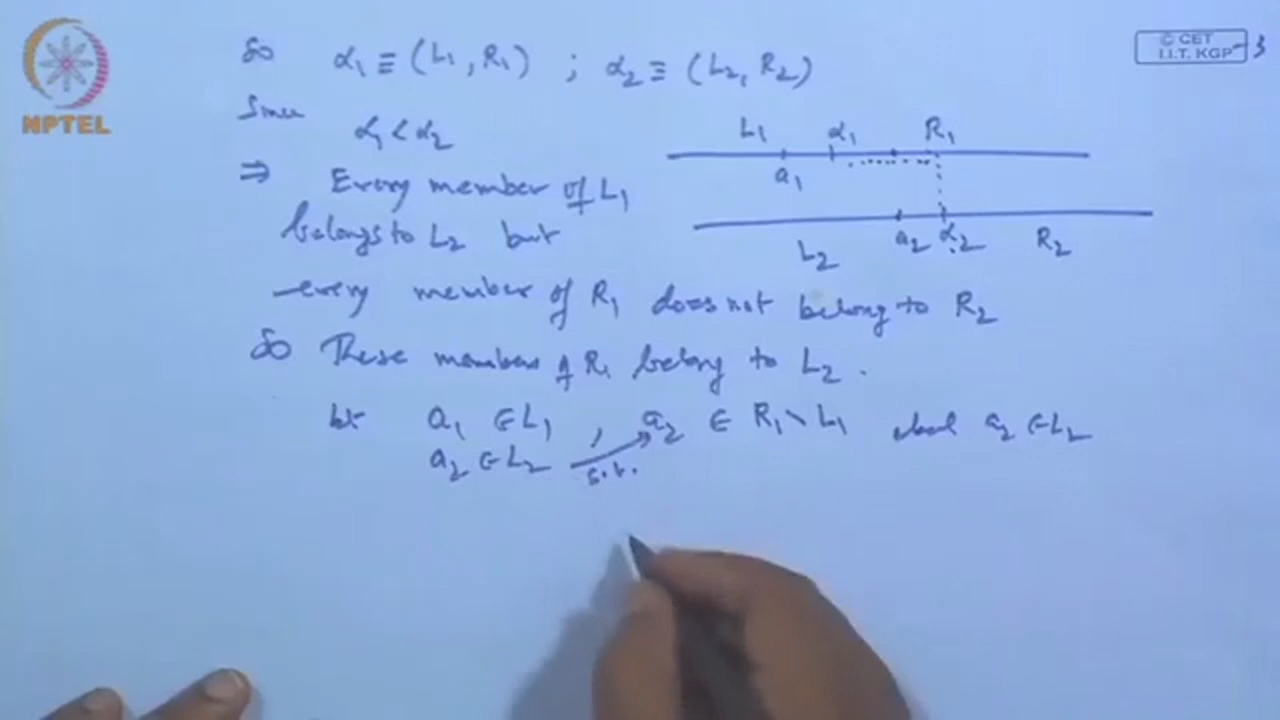 NPTEL
© CET
I.I.T. KGP
So α₁ ≡ (L₁, R₁) ; α₂ ≡ (L₂, R₂)
Since
α₁ < α₂
⇒ Every member of L₁
belongs to L₂ but
L₁ α₁ R₁
a₁
L₂ a₂ α₂ R₂
every member of R₁ does not belong to R₂
So These members of R₁ belong to L₂ .
let a₁ ∈ L₁ , a₂ ∈ R₁ \ L₁ a₂ ∈ L₂
a₂ ∈ L₂ s.t.